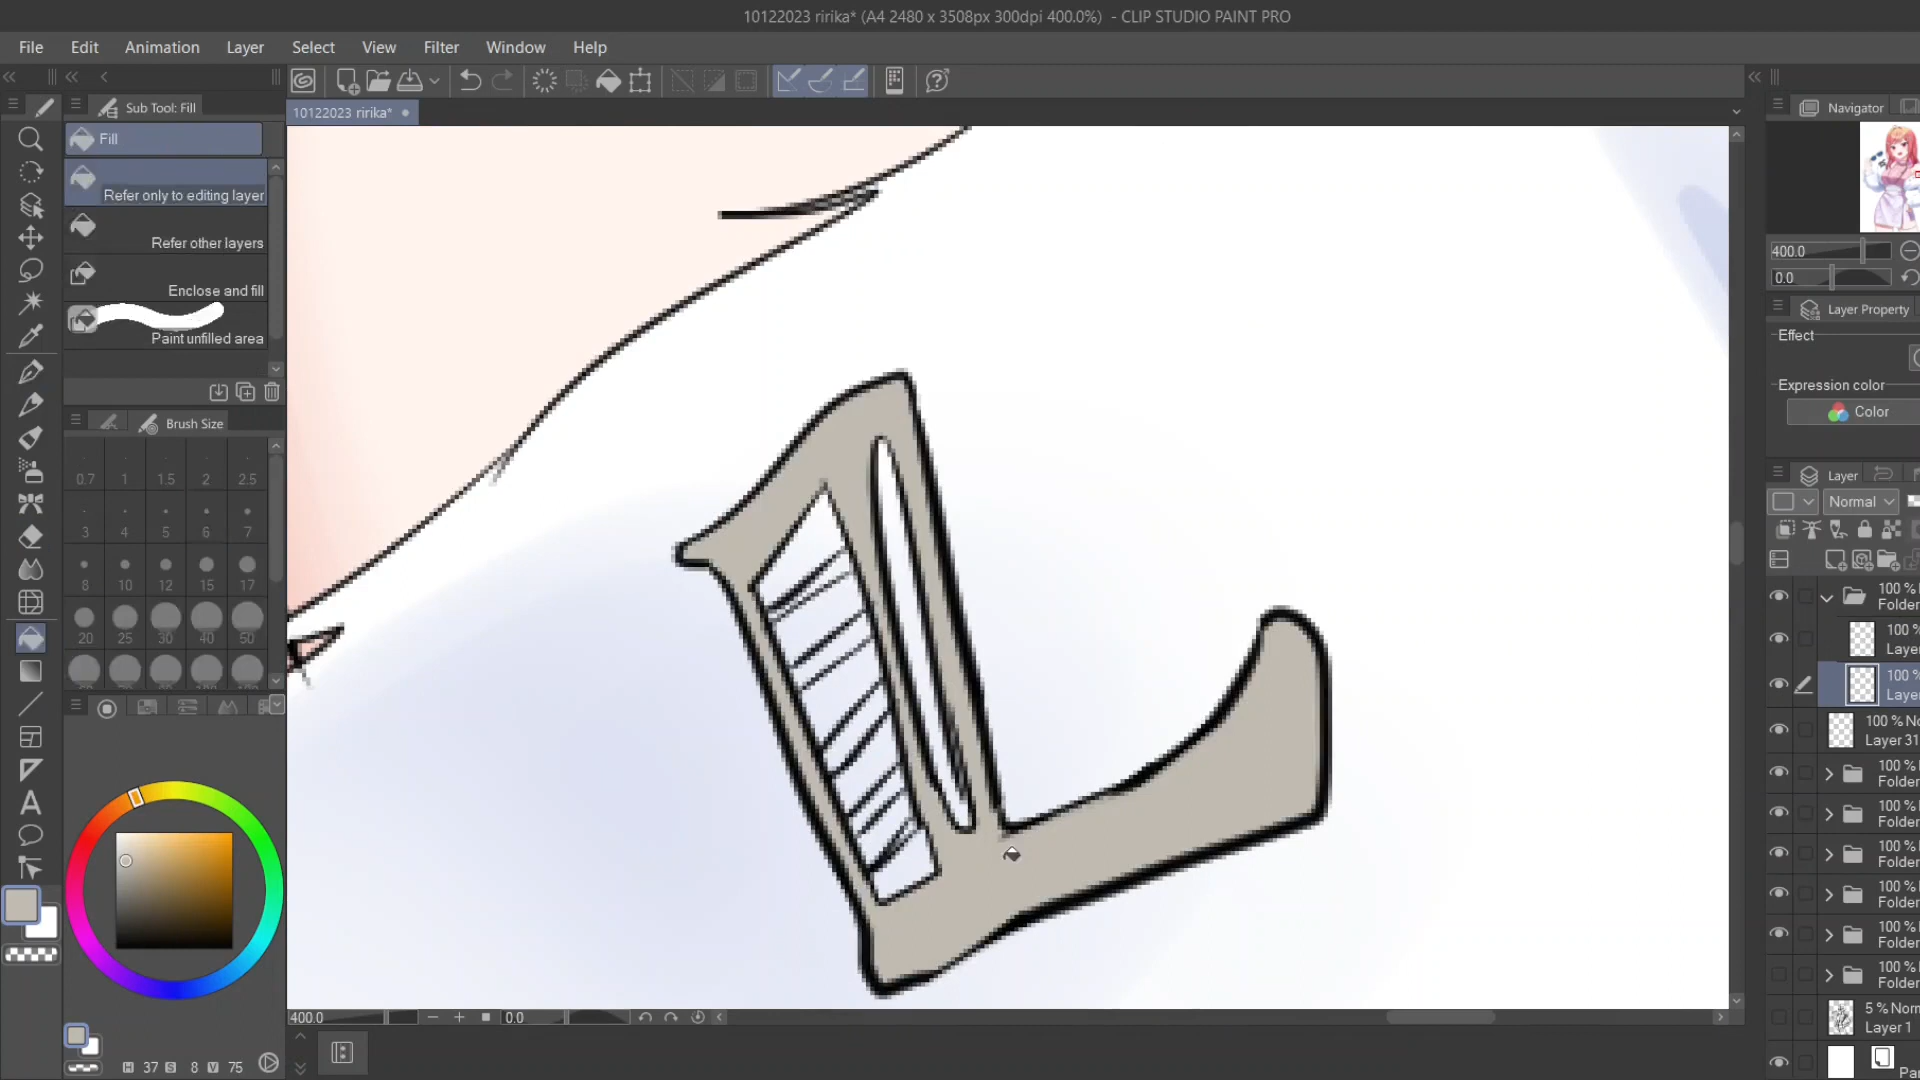 10122023 ririka* (A4 2480 x 3508px 300dpi 400.0%) - CLIP STUDIO PAINT PRO
File Edit Animation Layer Select View Filter Window Help
Sub Tool: Fill
10122023 ririka*
Navigator
Fill
Refer only to editing layer
Refer other layers
Enclose and fill
Paint unfilled area
400.0
0.0
Layer Property
Effect
Expression color
Color
Brush Size
0.7 1 1.5 2 2.5
3 4 5 6 7
8 10 12 15 17
20 25 30 40 50
Layer
Normal
100 %
Folder
100 %
Layer
100 %
Layer
100 % No
Layer 31
100 %
Folder
100 %
Folder
100 %
Folder
100 %
Folder
100 %
Folder
100 %
Folder
5 % Norm
Layer 1
L
A
400.0
0.0
H 37 S 8 V 75